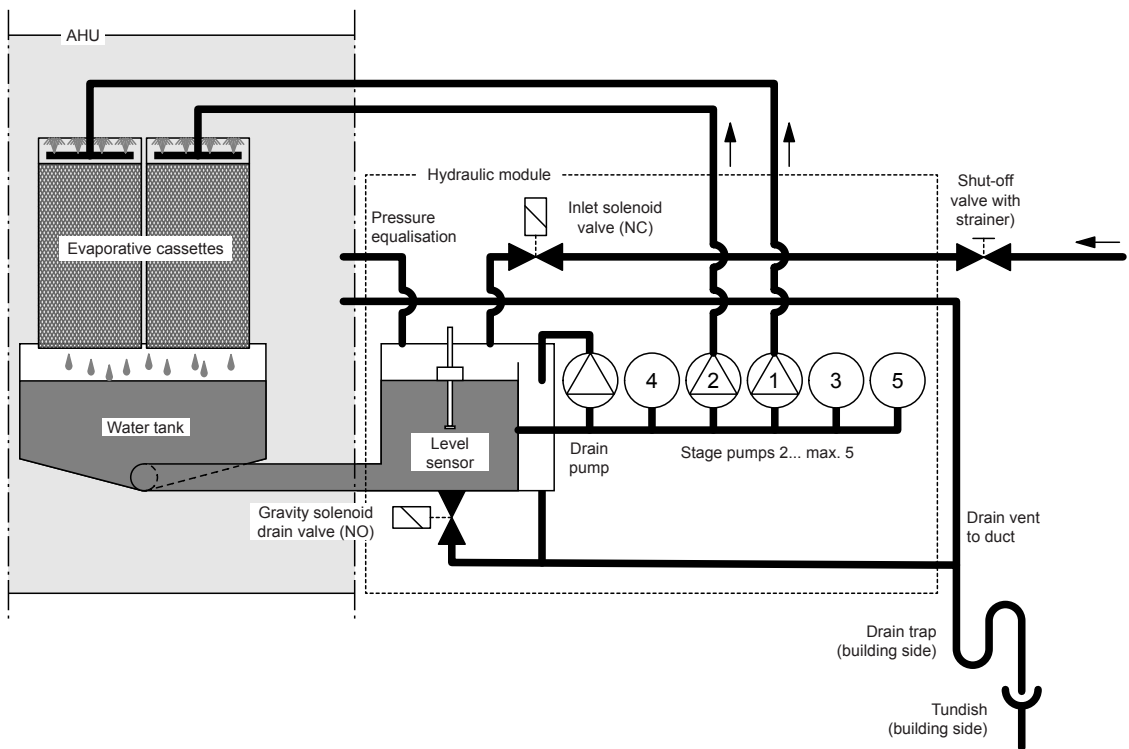 AHU
Hydraulic module
Shut-off
valve with
strainer)
Pressure
equalisation
Inlet solenoid
valve (NC)
Evaporative cassettes
4
2
1
3
5
Water tank
Level
sensor
Drain
pump
Stage pumps 2... max. 5
Gravity solenoid
drain valve (NO)
Drain vent
to duct
Drain trap
(building side)
Tundish
(building side)